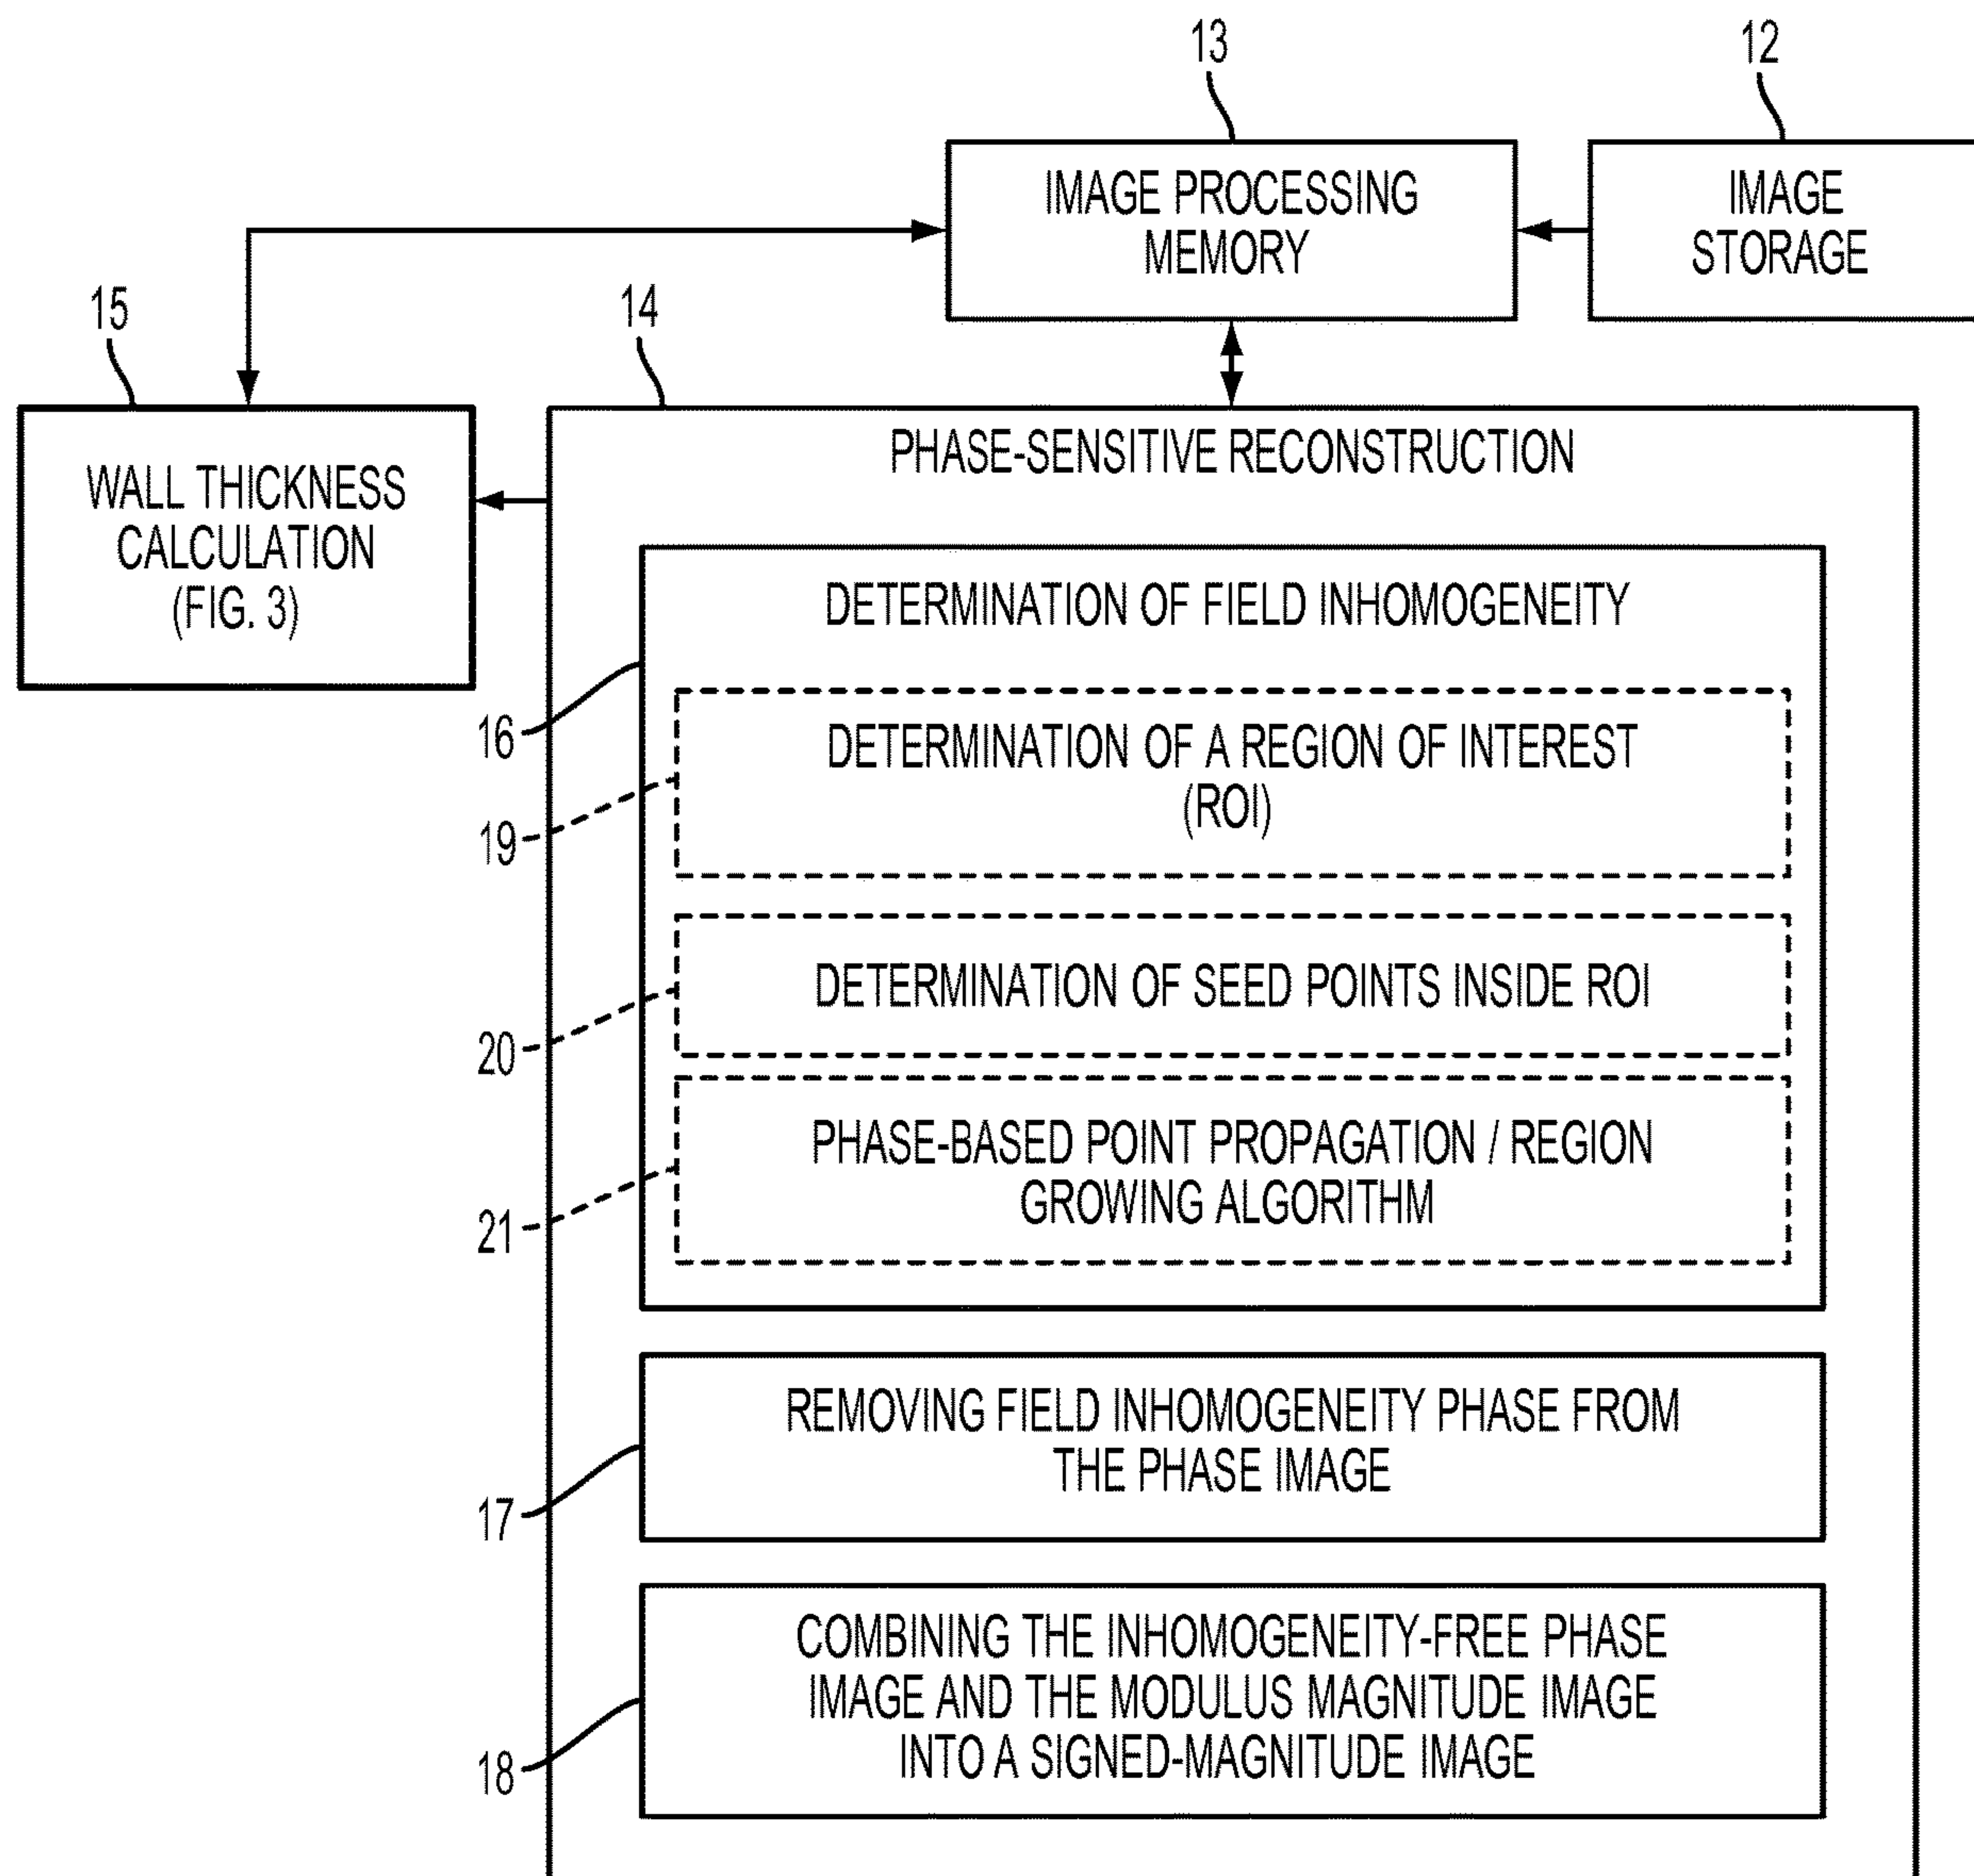 13
12
IMAGE PROCESSING
MEMORY
IMAGE
STORAGE
15
14
WALL THICKNESS
CALCULATION
(FIG. 3)
PHASE-SENSITIVE RECONSTRUCTION
DETERMINATION OF FIELD INHOMOGENEITY
16
DETERMINATION OF A REGION OF INTEREST
(ROI)
19
DETERMINATION OF SEED POINTS INSIDE ROI
20
PHASE-BASED POINT PROPAGATION / REGION
GROWING ALGORITHM
21
REMOVING FIELD INHOMOGENEITY PHASE FROM
THE PHASE IMAGE
17
COMBINING THE INHOMOGENEITY-FREE PHASE
IMAGE AND THE MODULUS MAGNITUDE IMAGE
INTO A SIGNED-MAGNITUDE IMAGE
18